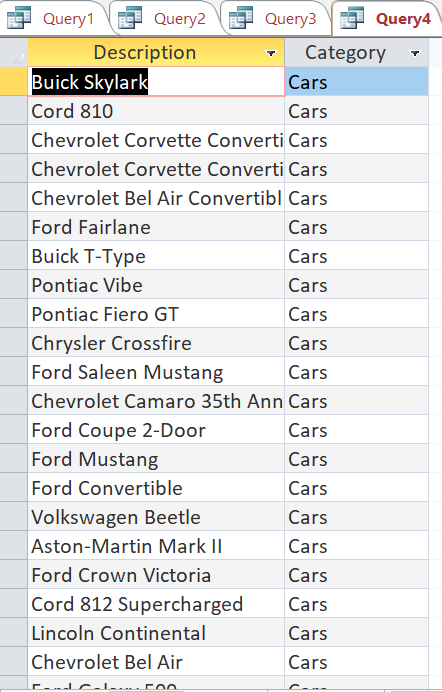 Query1 Query2 Query3 Query4
Description Category
Buick Skylark Cars
Cord 810 Cars
Chevrolet Corvette Converti Cars
Chevrolet Corvette Converti Cars
Chevrolet Bel Air Convertibl Cars
Ford Fairlane Cars
Buick T-Type Cars
Pontiac Vibe Cars
Pontiac Fiero GT Cars
Chrysler Crossfire Cars
Ford Saleen Mustang Cars
Chevrolet Camaro 35th Ann Cars
Ford Coupe 2-Door Cars
Ford Mustang Cars
Ford Convertible Cars
Volkswagen Beetle Cars
Aston-Martin Mark II Cars
Ford Crown Victoria Cars
Cord 812 Supercharged Cars
Lincoln Continental Cars
Chevrolet Bel Air Cars
Ford Galaxy 500 Cars